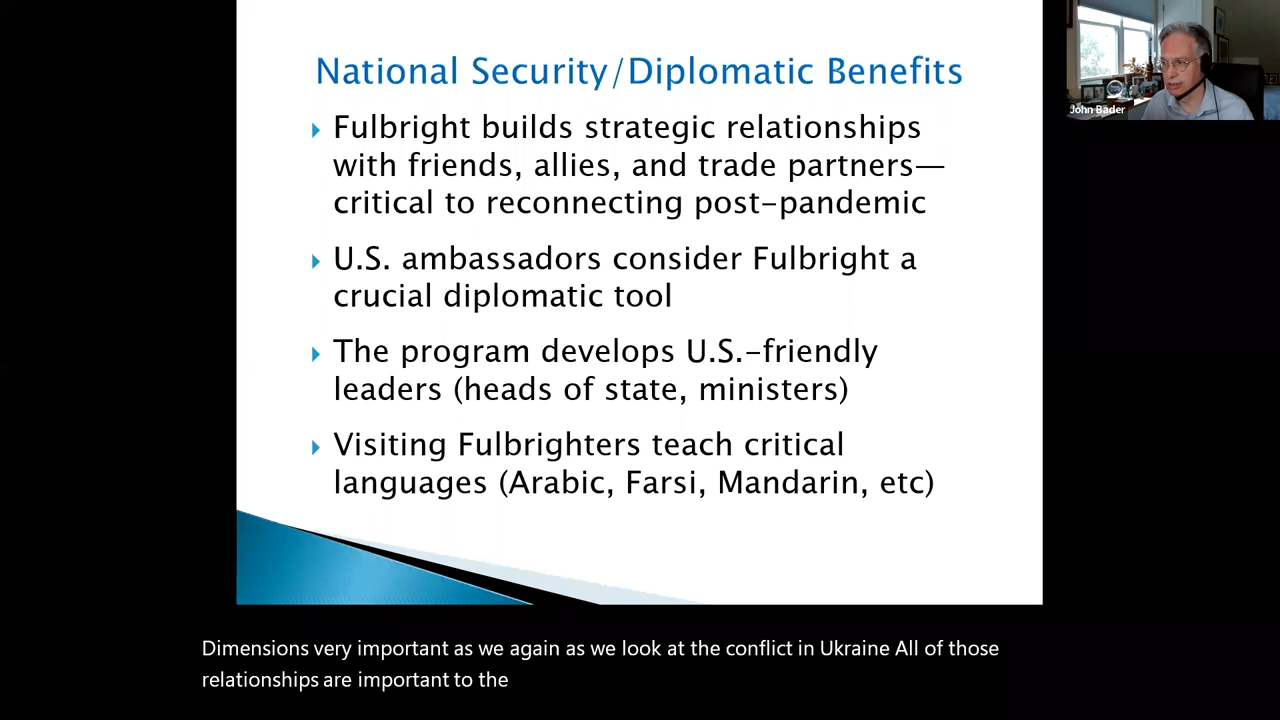 National Security/Diplomatic Benefits
Fulbright builds strategic relationships
with friends, allies, and trade partners—
critical to reconnecting post-pandemic
U.S. ambassadors consider Fulbright a
crucial diplomatic tool
The program develops U.S.-friendly
leaders (heads of state, ministers)
Visiting Fulbrighters teach critical
languages (Arabic, Farsi, Mandarin, etc)
John Bader
Dimensions very important as we again as we look at the conflict in Ukraine All of those
relationships are important to the